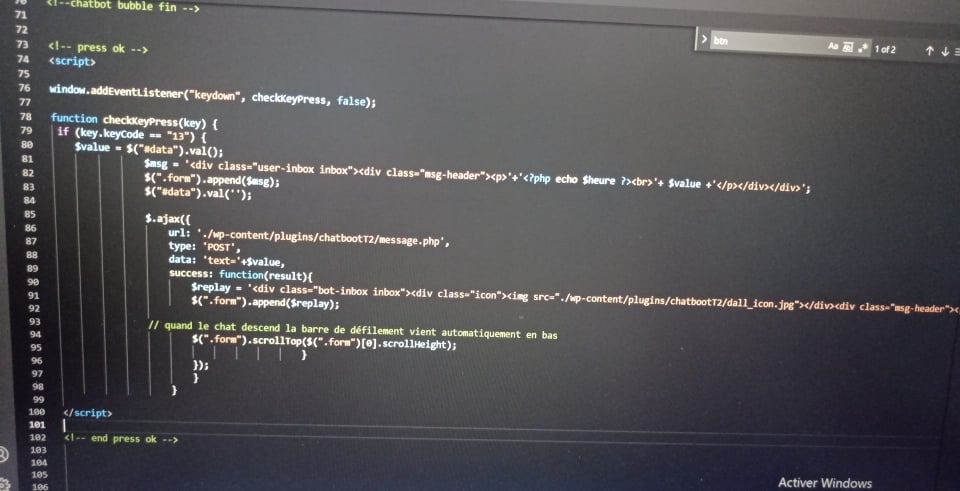 70 <!--chatbot bubble fin -->
71
72
73 <!-- press ok -->
74 <script>
75
76 window.addEventListener("keydown", checkKeyPress, false);
77
78 function checkKeyPress(key) {
79 if (key.keyCode == "13") {
80 $value = $("#data").val();
81 $msg = '<div class="user-inbox inbox"><div class="msg-header"><p>'+'<?php echo $heure ?><br>'+ $value +'</p></div></div>';
82 $(".form").append($msg);
83 $("#data").val('');
84
85 $.ajax({
86 url: './wp-content/plugins/chatbootT2/message.php',
87 type: 'POST',
88 data: 'text='+$value,
89 success: function(result){
90 $replay = '<div class="bot-inbox inbox"><div class="icon"><img src="./wp-content/plugins/chatbootT2/dall_icon.jpg"></div><div class="msg-header"><
91 $(".form").append($replay);
92
93 // quand le chat descend la barre de défilement vient automatiquement en bas
94 $(".form").scrollTop($(".form")[0].scrollHeight);
95 }
96 });
97 }
98 }
99
100 </script>
101
102 <!-- end press ok -->
103
104
105
106
btn Aa ab .* 1 of 2
Activer Windows